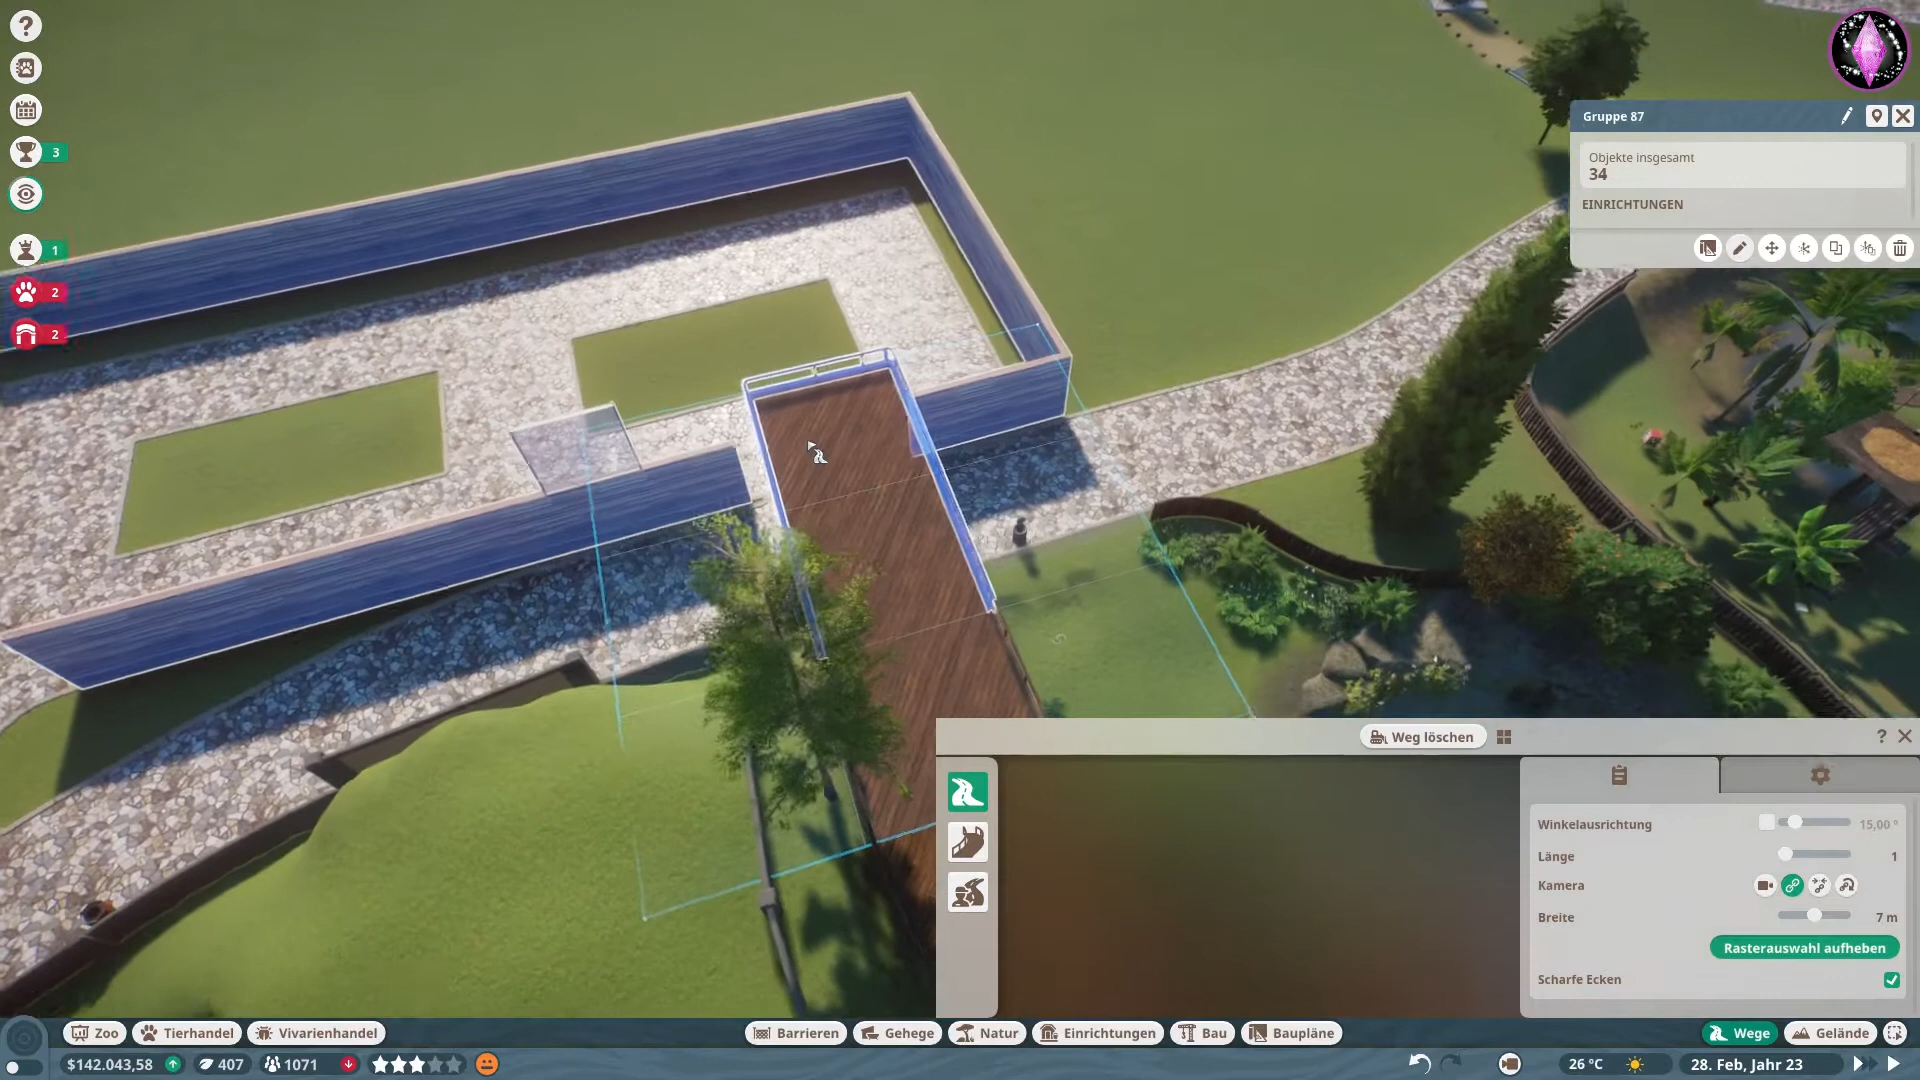 ?
3
1
2
2
Gruppe 87
Objekte insgesamt
34
EINRICHTUNGEN
Weg löschen
?
Winkelausrichtung 15,00 °
Länge 1
Kamera
Breite 7 m
Rasterauswahl aufheben
Scharfe Ecken
Zoo Tierhandel Vivarienhandel Barrieren Gehege Natur Einrichtungen Bau Baupläne Wege Gelände
$142.043,58 407 1071 26 °C 28. Feb, Jahr 23